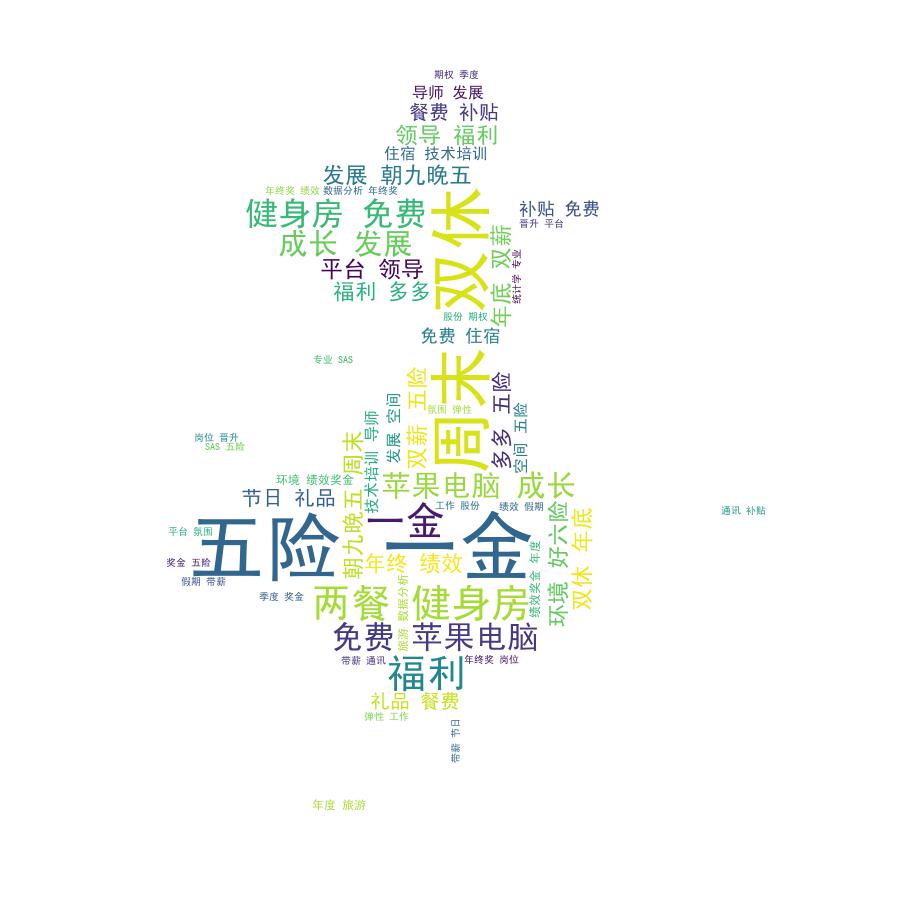 期权 季度
导师 发展
餐费 补贴
领导 福利
住宿 技术培训
发展 朝九晚五
年终奖 绩效
数据分析 年终奖
健身房 免费
周末 双休
补贴 免费
晋升 平台
成长 发展
年底 双薪
统计学 专业
平台 领导
福利 多多
股份 期权
免费 住宿
专业 SAS
双薪 五险
多多 五险
氛围 弹性
发展 空间
空间 五险
技术培训 导师
岗位 晋升
SAS 五险
朝九晚五 周末
环境 绩效奖金
苹果电脑 成长
节日 礼品
一金
工作 股份
绩效 假期
通讯 补贴
五险 一金
平台 氛围
环境 好六险
双休 年底
奖金 五险
年终 绩效
绩效奖金 年度
假期 带薪
季度 奖金
两餐 健身房
旅游 数据分析
免费 苹果电脑
带薪 通讯
福利
年终奖 岗位
礼品 餐费
弹性 工作
带薪 节日
年度 旅游